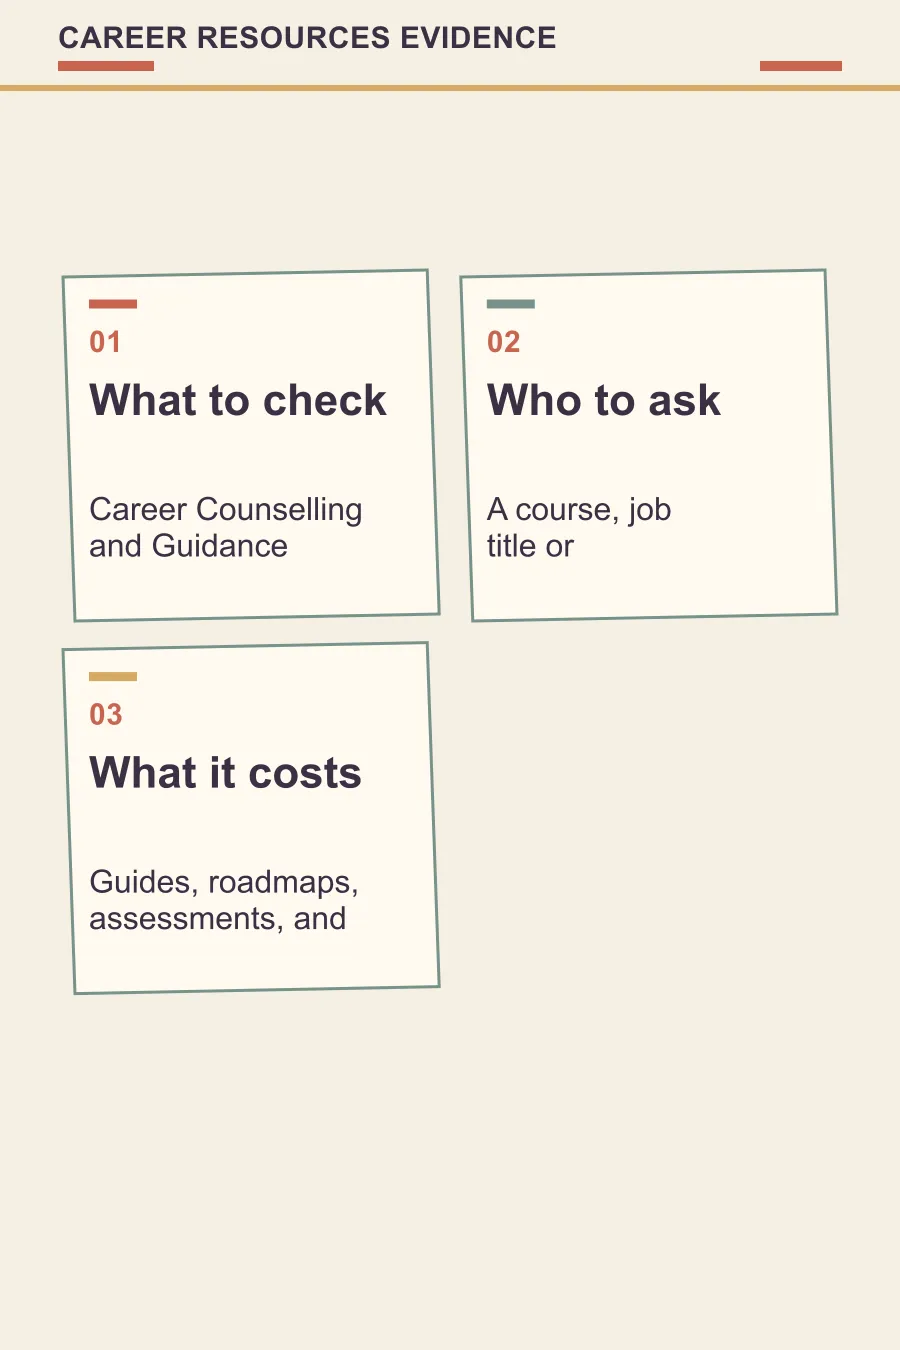 CAREER RESOURCES EVIDENCE
01
What to check
Career Counselling
and Guidance
02
Who to ask
A course, job
title or
03
What it costs
Guides, roadmaps,
assessments, and